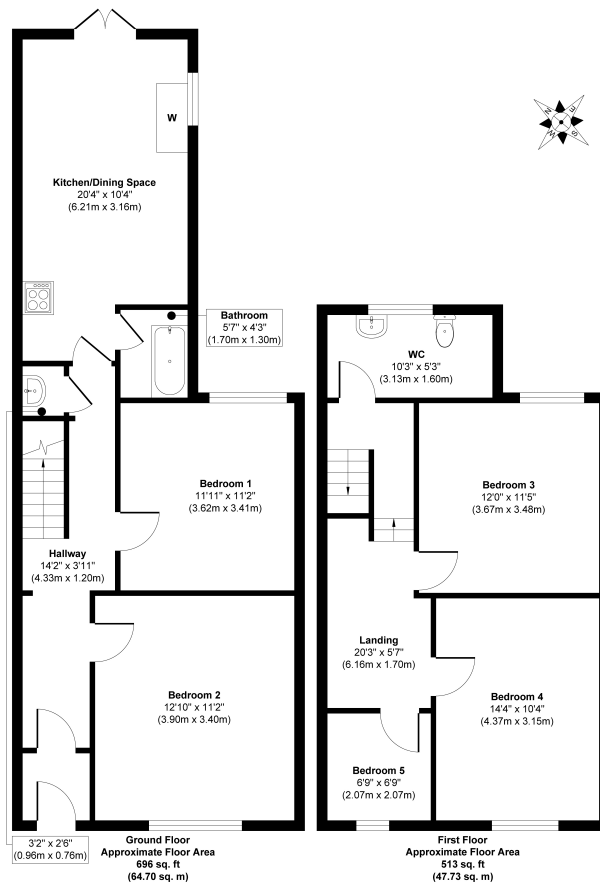 W
Kitchen/Dining Space
20'4" x 10'4"
(6.21m x 3.16m)
N
E
S
W
Bathroom
5'7" x 4'3"
(1.70m x 1.30m)
WC
10'3" x 5'3"
(3.13m x 1.60m)
Bedroom 1
11'11" x 11'2"
(3.62m x 3.41m)
Bedroom 3
12'0" x 11'5"
(3.67m x 3.48m)
Hallway
14'2" x 3'11"
(4.33m x 1.20m)
Landing
20'3" x 5'7"
(6.16m x 1.70m)
Bedroom 2
12'10" x 11'2"
(3.90m x 3.40m)
Bedroom 4
14'4" x 10'4"
(4.37m x 3.15m)
Bedroom 5
6'9" x 6'9"
(2.07m x 2.07m)
3'2" x 2'6"
(0.96m x 0.76m)
Ground Floor
Approximate Floor Area
696 sq. ft
(64.70 sq. m)
First Floor
Approximate Floor Area
513 sq. ft
(47.73 sq. m)